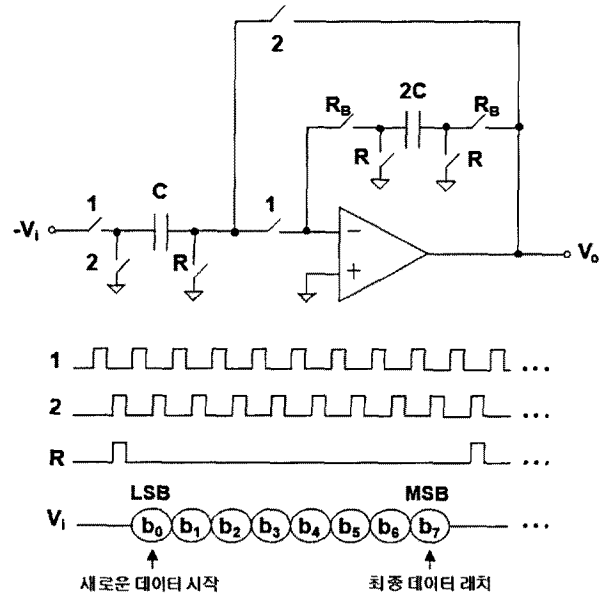 2
R_B 2C R_B
R R
1 C 1
-V_i
2 R
−
+
V_o
1 ...
2 ...
R ...
LSB MSB
V_i b_0 b_1 b_2 b_3 b_4 b_5 b_6 b_7 ...
새로운 데이터 시작 최종 데이터 래치